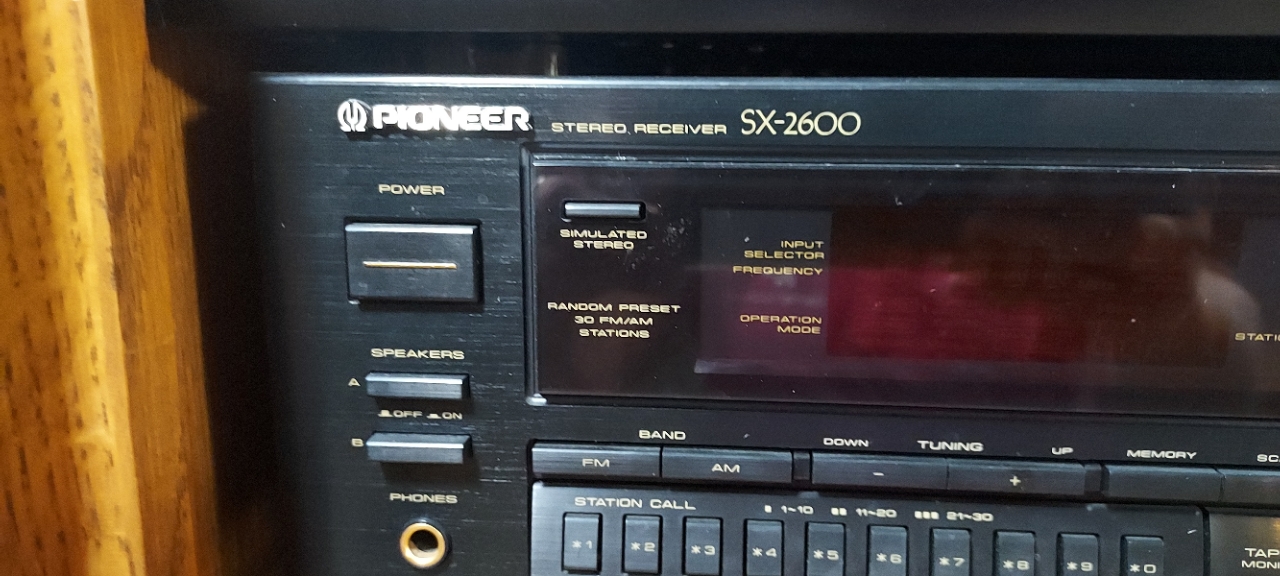 PIONEER STEREO RECEIVER SX-2600
POWER
SIMULATED
STEREO
INPUT
SELECTOR
FREQUENCY
RANDOM PRESET
30 FM/AM
STATIONS
OPERATION
MODE
SPEAKERS
A
OFF ON
B
BAND
DOWN TUNING UP
MEMORY
FM
AM
-
+
PHONES
STATION CALL
1~10 11~20 21~30
*1 *2 *3 *4 *5 *6 *7 *8 *9 *0
TAP